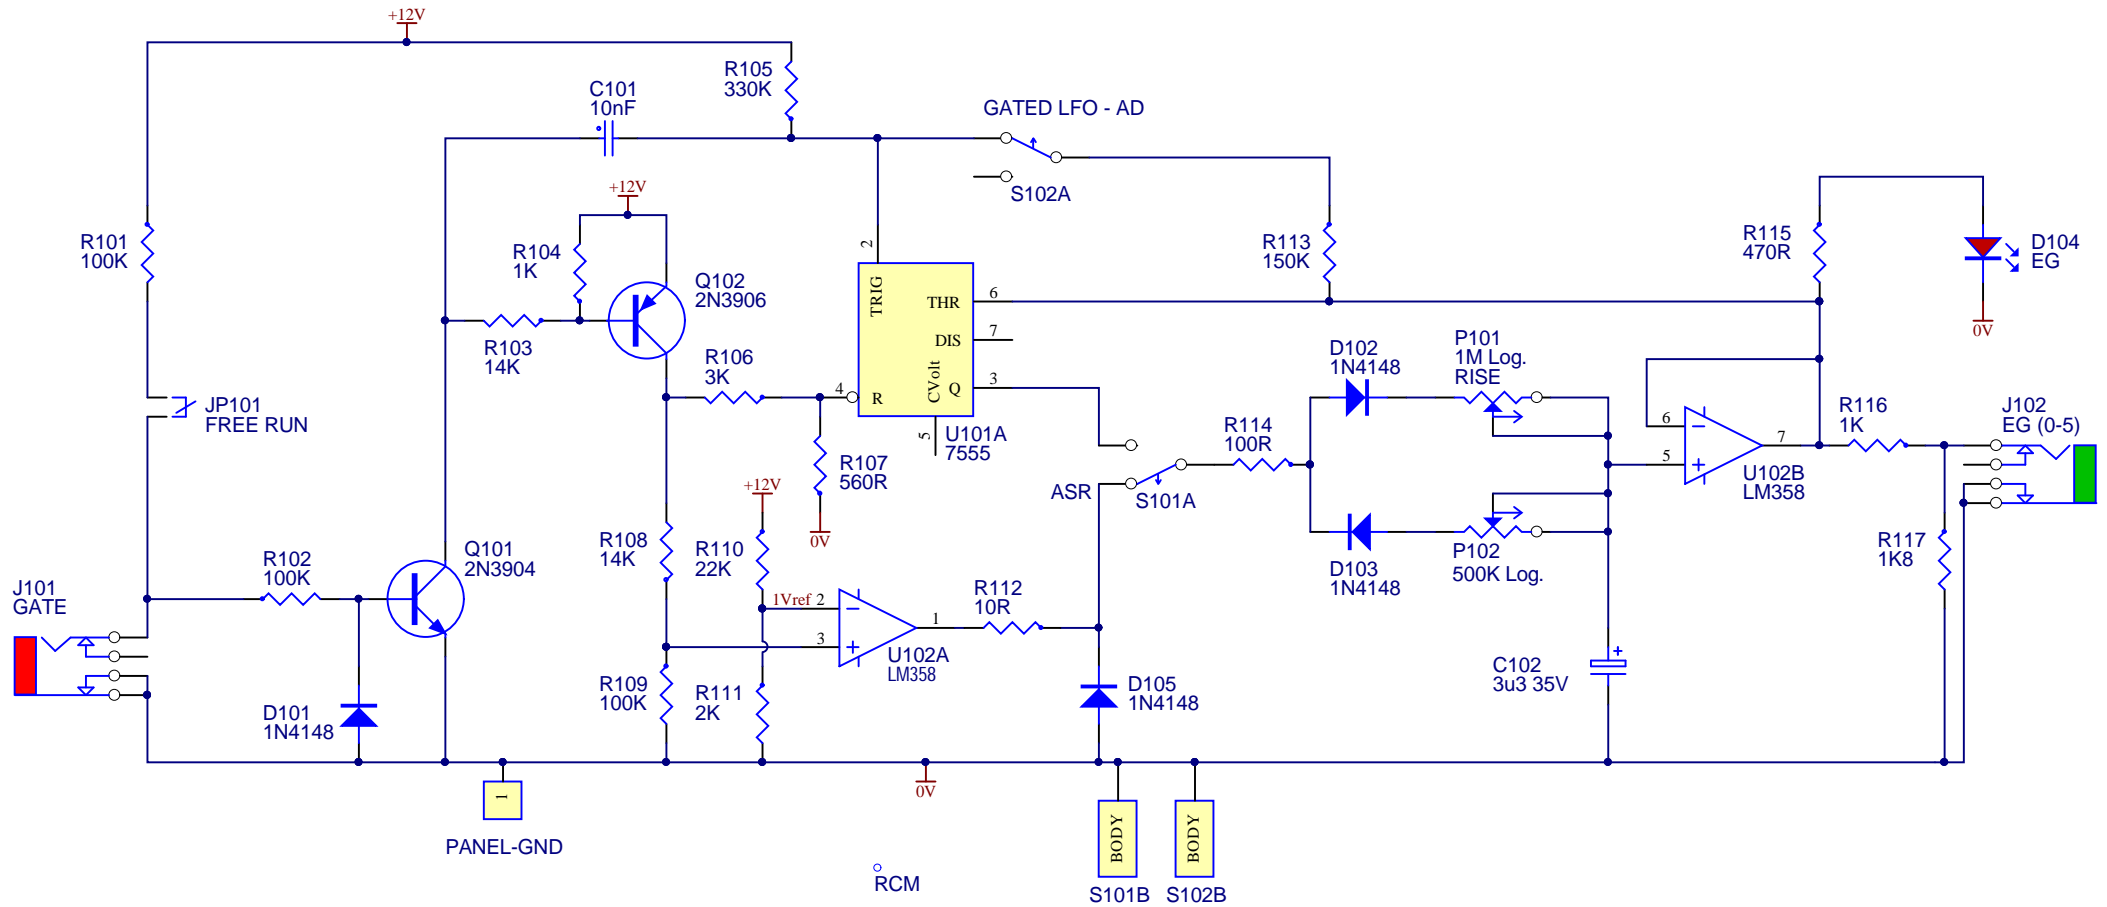 +12V
R105
330K
C101
10nF
GATED LFO - AD
S102A
+12V
R101
100K
R104
1K
Q102
2N3906
2
TRIG
THR
6
DIS
7
CVolt
Q
3
R
4
5
U101A
7555
R113
150K
R115
470R
D104
EG
0V
R103
14K
R106
3K
JP101
FREE RUN
R107
560R
0V
D102
1N4148
P101
1M Log.
RISE
R114
100R
ASR
S101A
6
5
7
U102B
LM358
R116
1K
J102
EG (0-5)
+12V
R108
14K
R110
22K
D103
1N4148
P102
500K Log.
R117
1K8
Q101
2N3904
R102
100K
J101
GATE
1Vref
2
3
1
U102A
LM358
R112
10R
R109
100K
R111
2K
D105
1N4148
C102
3u3 35V
+
D101
1N4148
1
PANEL-GND
0V
BODY
BODY
S101B
S102B
RCM